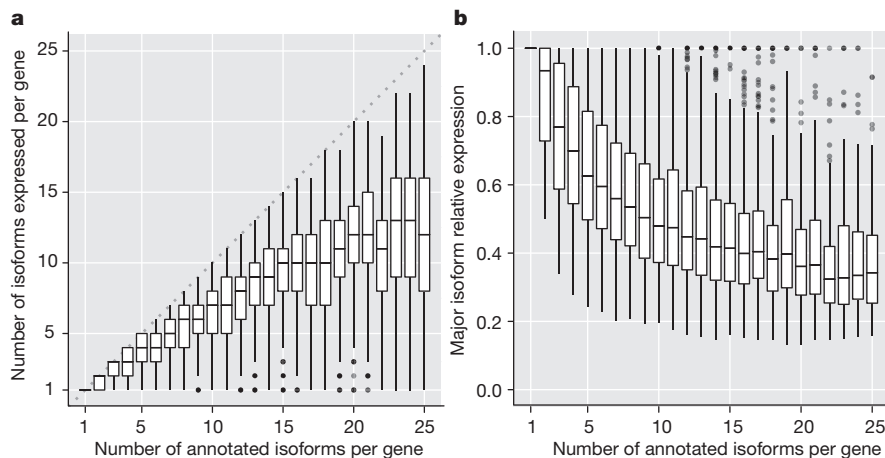 a
Number of isoforms expressed per gene
25
20
15
10
5
1
1 5 10 15 20 25
Number of annotated isoforms per gene
b
Major isoform relative expression
1.0
0.8
0.6
0.4
0.2
0.0
1 5 10 15 20 25
Number of annotated isoforms per gene